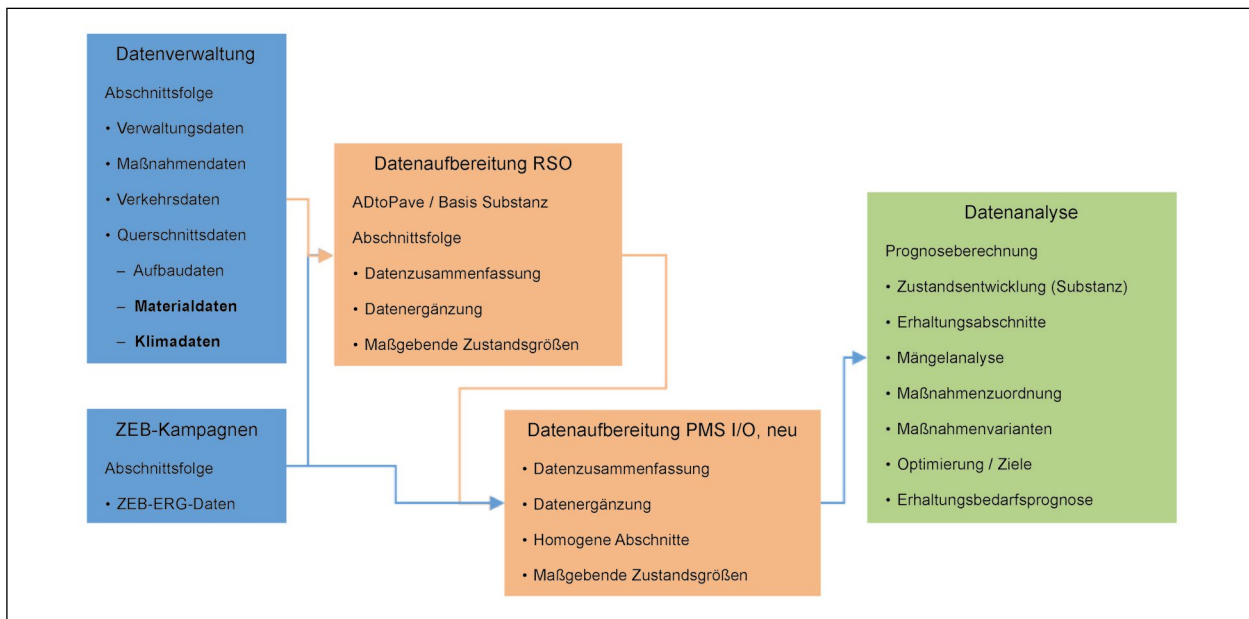 Datenverwaltung
Abschnittsfolge
• Verwaltungsdaten
• Maßnahmendaten
• Verkehrsdaten
• Querschnittsdaten
– Aufbaudaten
– Materialdaten
– Klimadaten
ZEB-Kampagnen
Abschnittsfolge
• ZEB-ERG-Daten
Datenaufbereitung RSO
ADtoPave / Basis Substanz
Abschnittsfolge
• Datenzusammenfassung
• Datenergänzung
• Maßgebende Zustandsgrößen
Datenaufbereitung PMS I/O, neu
• Datenzusammenfassung
• Datenergänzung
• Homogene Abschnitte
• Maßgebende Zustandsgrößen
Datenanalyse
Prognoseberechnung
• Zustandsentwicklung (Substanz)
• Erhaltungsabschnitte
• Mängelanalyse
• Maßnahmenzuordnung
• Maßnahmenvarianten
• Optimierung / Ziele
• Erhaltungsbedarfsprognose